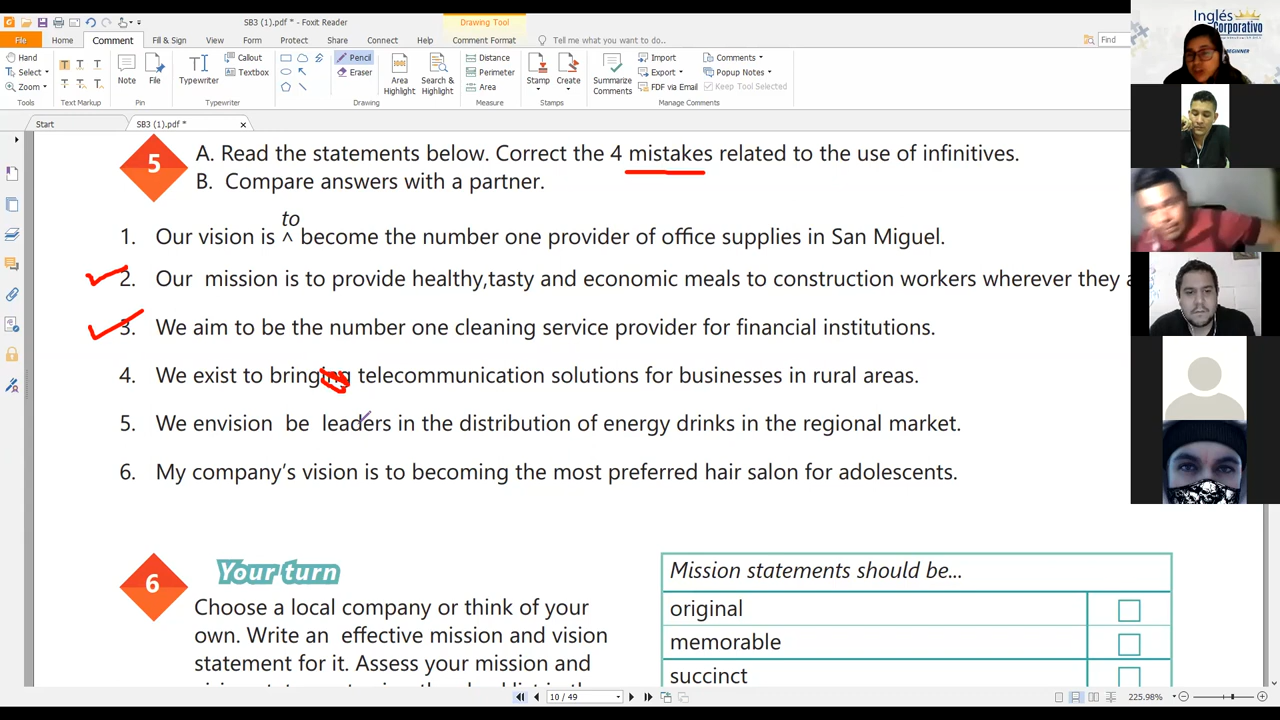 SB3 (1).pdf * - Foxit Reader
Drawing Tool
File Home Comment Fill & Sign View Form Protect Share Connect Help Comment Format Tell me what you want to do... Find
Hand
Select
Zoom
Tools
Text Markup
Note
File
Pin
Typewriter
Callout
Textbox
Typewriter
Pencil
Eraser
Drawing
Area Highlight
Search & Highlight
Distance
Perimeter
Area
Measure
Stamp
Create
Stamps
Summarize Comments
Import
Export
FDF via Email
Comments
Popup Notes
Keep Tool Selected
Manage Comments
Start
SB3 (1).pdf *
Inglés
Corporativo
BEGINNER
5
A. Read the statements below. Correct the 4 mistakes related to the use of infinitives.
B. Compare answers with a partner.
to
1. Our vision is ^ become the number one provider of office supplies in San Miguel.
2. Our mission is to provide healthy,tasty and economic meals to construction workers wherever they
3. We aim to be the number one cleaning service provider for financial institutions.
4. We exist to bringing telecommunication solutions for businesses in rural areas.
5. We envision be leaders in the distribution of energy drinks in the regional market.
6. My company's vision is to becoming the most preferred hair salon for adolescents.
6
Your turn
Choose a local company or think of your
own. Write an effective mission and vision
statement for it. Assess your mission and
Mission statements should be...
original
memorable
succinct
10 / 49
225.98%